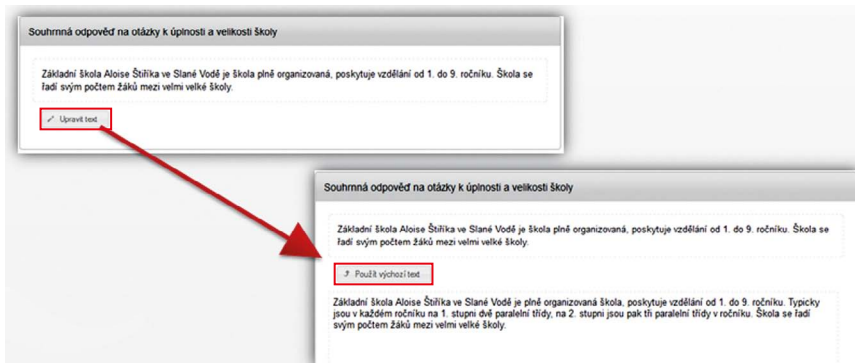 Souhrnná odpověď na otázky k úplnosti a velikosti školy
Základní škola Aloise Štiříka ve Slané Vodě je škola plně organizovaná, poskytuje vzdělání od 1. do 9. ročníku. Škola se
řadí svým počtem žáků mezi velmi velké školy.
Upravit text
Souhrnná odpověď na otázky k úplnosti a velikosti školy
Základní škola Aloise Štiříka ve Slané Vodě je škola plně organizovaná, poskytuje vzdělání od 1. do 9. ročníku. Škola se
řadí svým počtem žáků mezi velmi velké školy.
Použít výchozí text
Základní škola Aloise Štiříka ve Slané Vodě je plně organizovaná škola, poskytuje vzdělání od 1. do 9. ročníku. Typicky
jsou v každém ročníku na 1. stupni dvě paralelní třídy, na 2. stupni jsou pak tři paralelní třídy v ročníku. Škola se řadí
svým počtem žáků mezi velmi velké školy.